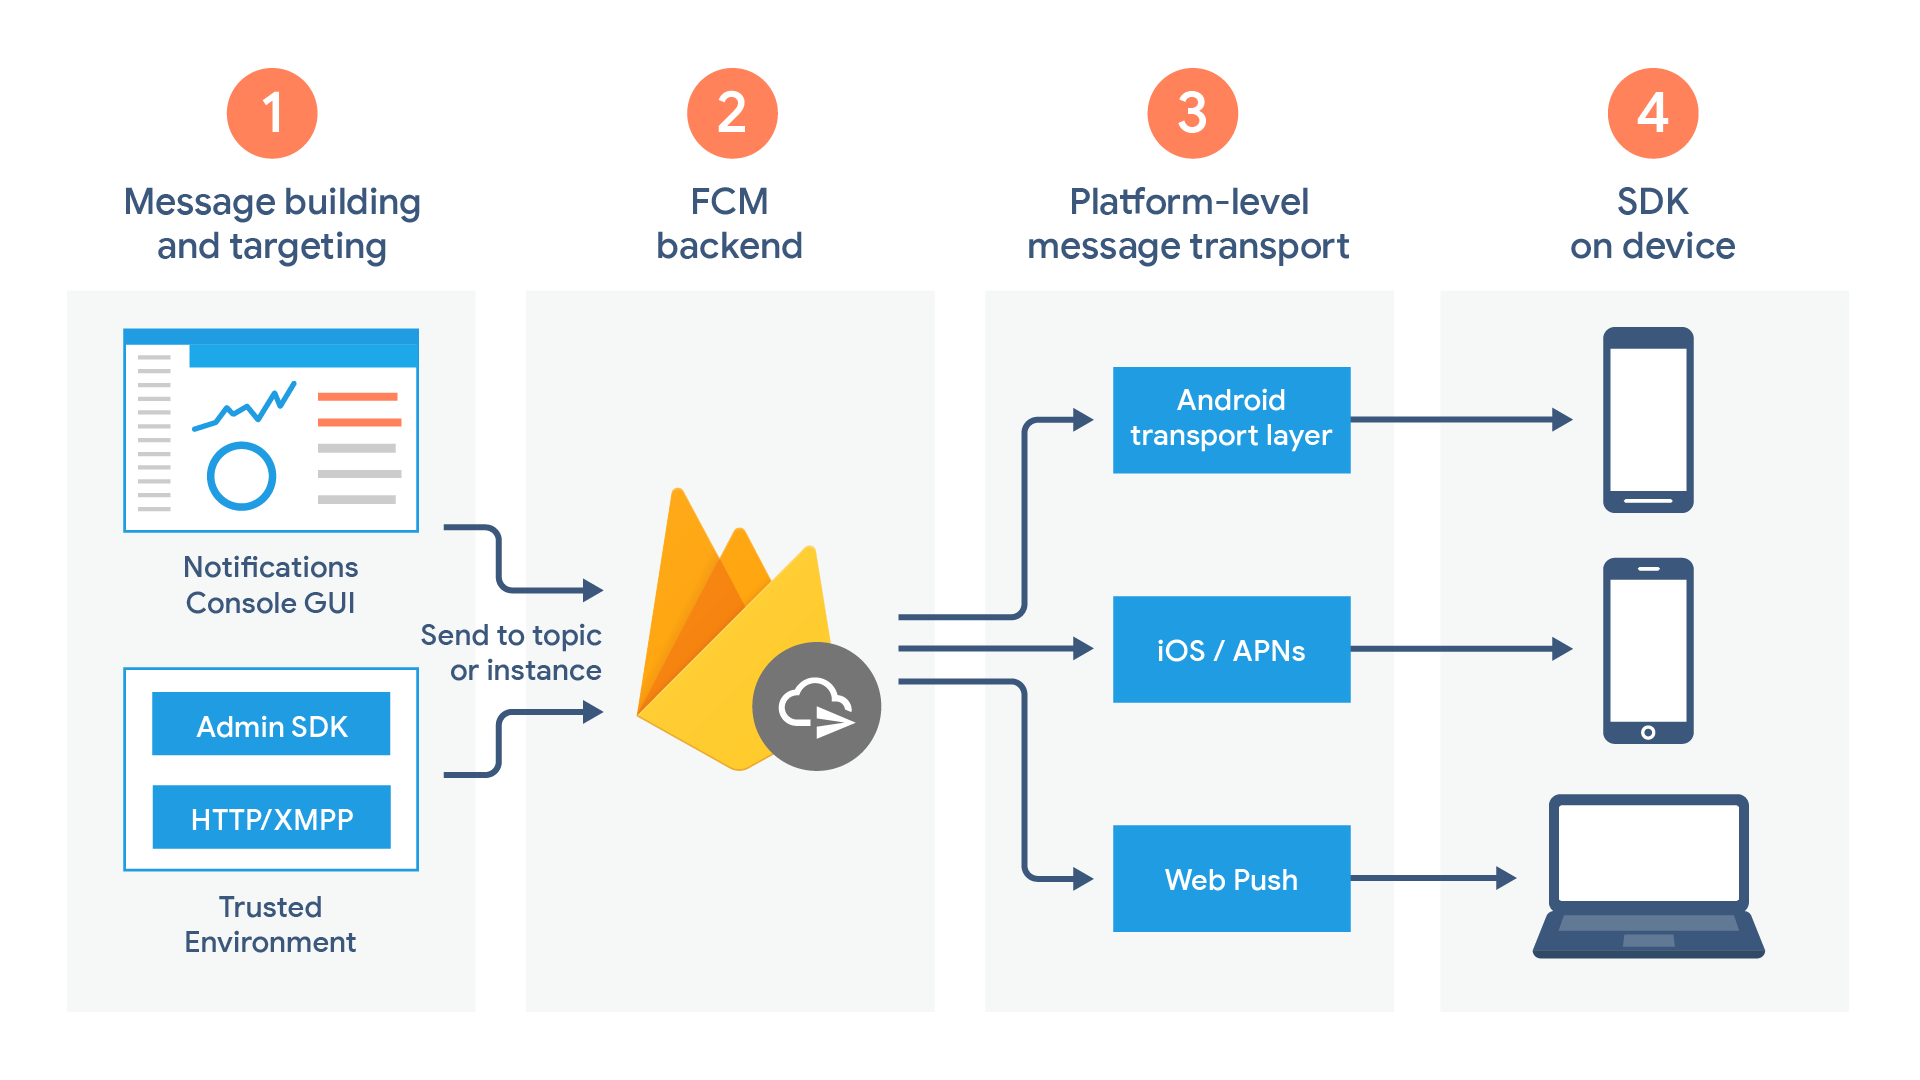 1
Message building
and targeting
2
FCM
backend
3
Platform-level
message transport
4
SDK
on device
Notifications
Console GUI
Send to topic
or instance
Admin SDK
HTTP/XMPP
Trusted
Environment
Android
transport layer
iOS / APNs
Web Push